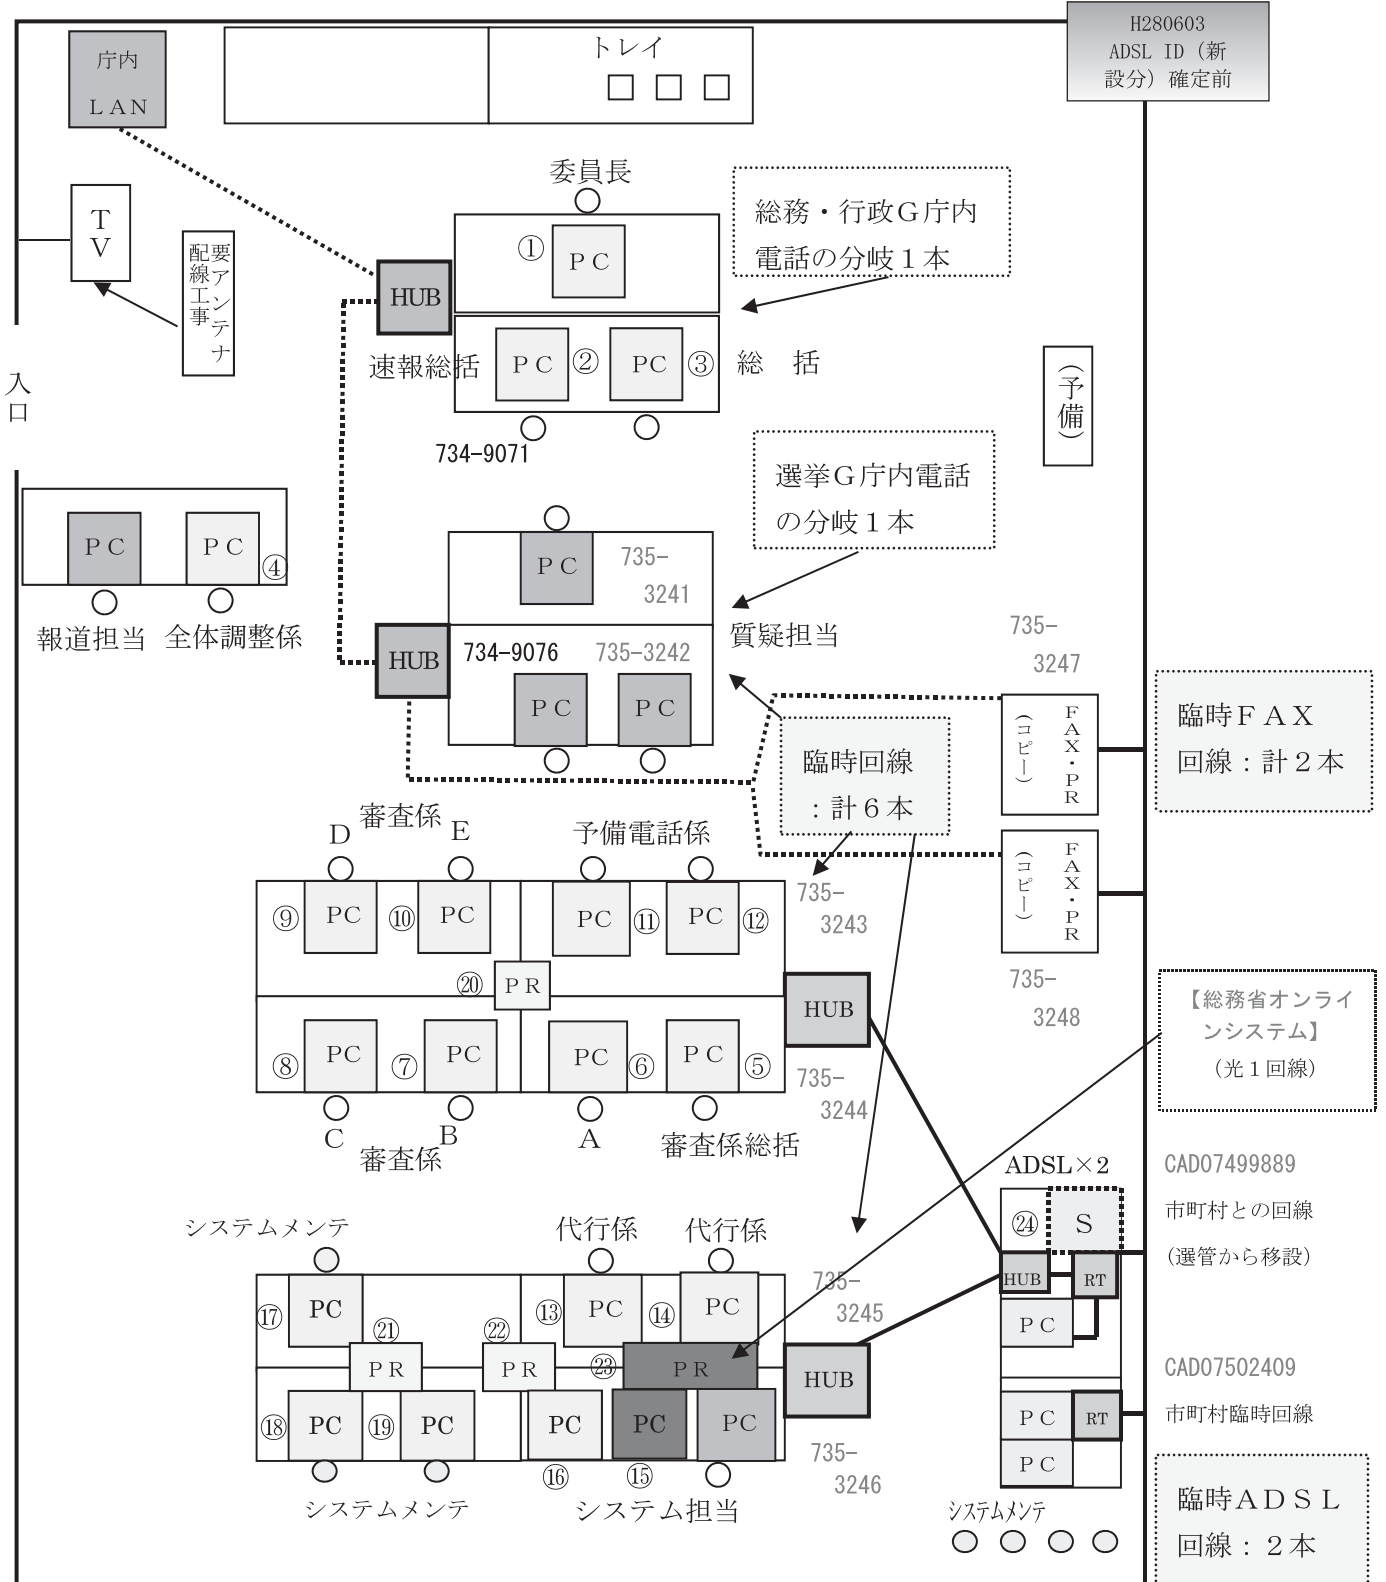 H280603
ADSL ID（新
設分）確定前
庁内
ＬＡＮ
トレイ
ＴＶ
要アンテナ
配線工事
委員長
①
ＰＣ
総務・行政Ｇ庁内
電話の分岐１本
HUB
速報総括
ＰＣ
②
PC
③
総　括
734-9071
入口
（予備）
選挙Ｇ庁内電話
の分岐１本
ＰＣ
ＰＣ
④
報道担当
全体調整係
ＰＣ
735-
3241
HUB
734-9076
735-3242
質疑担当
ＰＣ
ＰＣ
735-
3247
FAX・PR
（コピー）
臨時ＦＡＸ
回線：計２本
臨時回線
：計６本
審査係
D
E
予備電話係
FAX・PR
（コピー）
⑨
PC
⑩
PC
PC
⑪
PC
⑫
735-
3243
⑳
ＰＲ
HUB
735-
3248
【総務省オンライ
ンシステム】
（光１回線）
⑧
PC
⑦
PC
PC
⑥
ＰＣ
⑤
735-
3244
C
B
A
審査係
審査係総括
ADSL×2
CAD07499889
市町村との回線
（選管から移設）
㉔
S
HUB
RT
ＰＣ
システムメンテ
代行係
代行係
⑰
PC
㉑
㉒
⑬
PC
⑭
PC
735-
3245
ＰＲ
ＰＲ
㉓
ＰＲ
HUB
CAD07502409
市町村臨時回線
ＰＣ
RT
ＰＣ
⑱
PC
⑲
PC
PC
PC
PC
⑯
⑮
735-
3246
システムメンテ
システム担当
システムメンテ
臨時ＡＤＳＬ
回線：２本